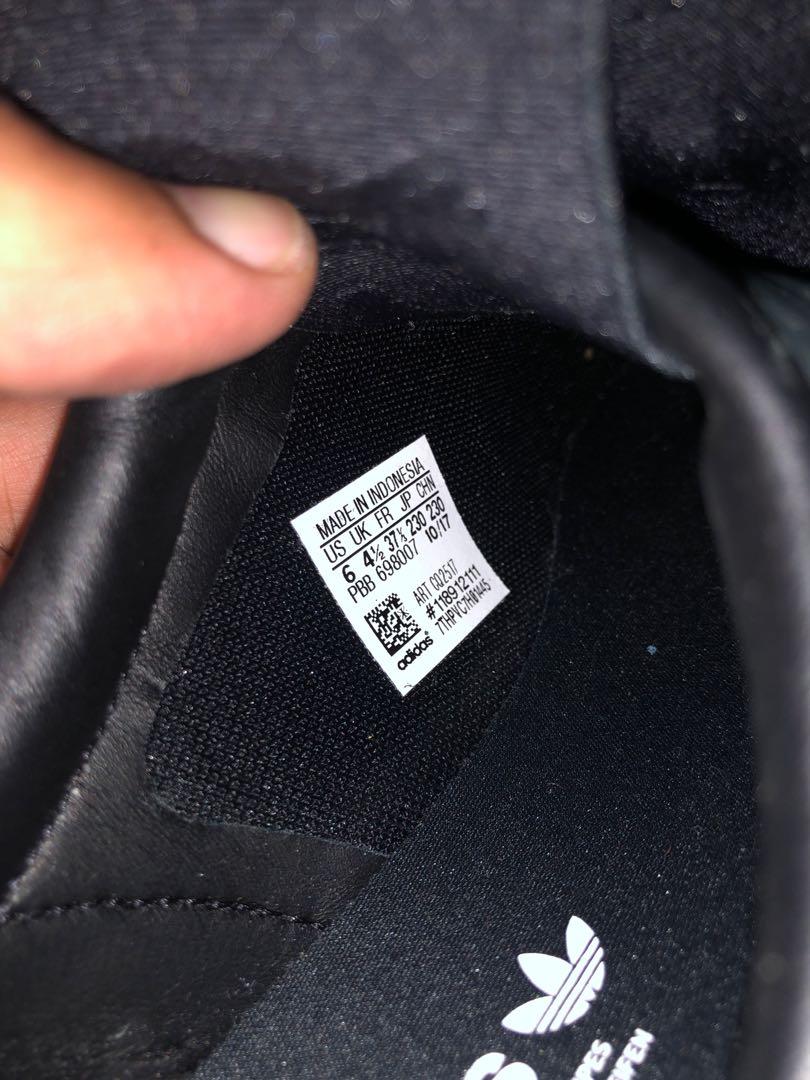 MADE IN INDONESIA
US UK FR JP CHN
6 4½ 37⅓ 230 230
PBB 698007 10/17
ART CQ2517
#118912111
7THPVC7H01445
adidas